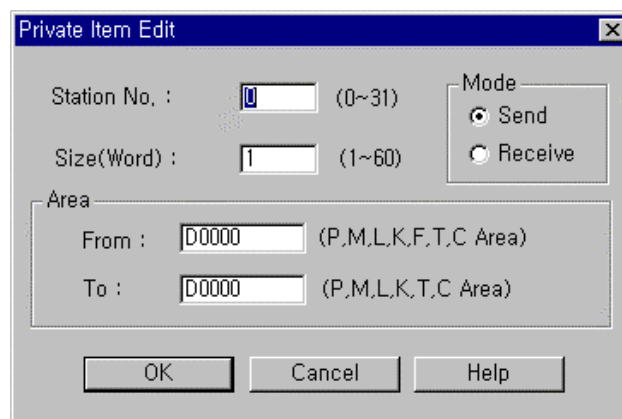 Private Item Edit
Station No. : 0 (0~31)
Size(Word) : 1 (1~60)
Mode
Send
Receive
Area
From : D0000 (P,M,L,K,F,T,C Area)
To : D0000 (P,M,L,K,T,C Area)
OK Cancel Help